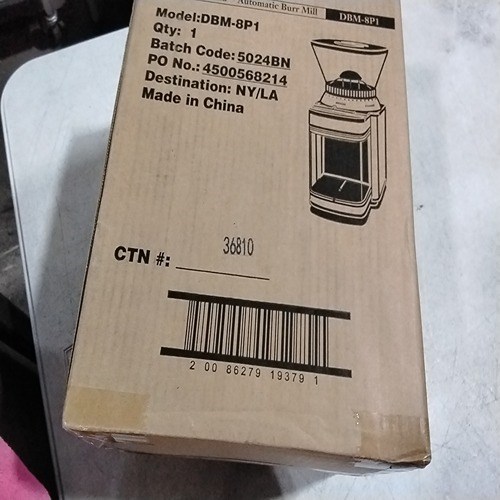 Automatic Burr Mill DBM-8P1
Model:DBM-8P1
Qty: 1
Batch Code:5024BN
PO No.:4500568214
Destination: NY/LA
Made in China
36810
CTN #:
2 00 86279 19379 1